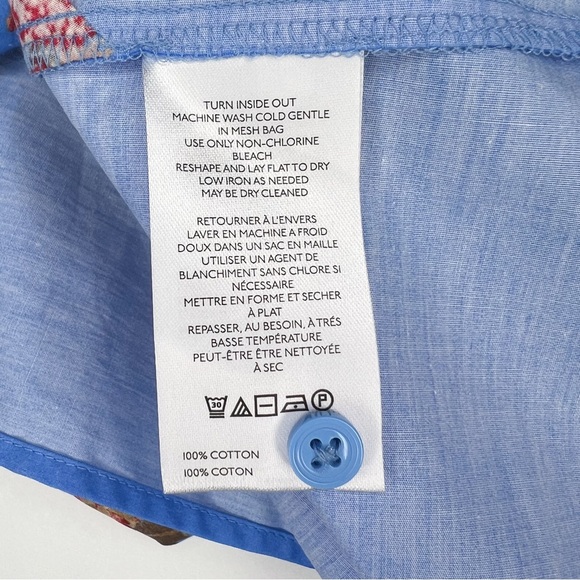 TURN INSIDE OUT
MACHINE WASH COLD GENTLE
IN MESH BAG
USE ONLY NON-CHLORINE
BLEACH
RESHAPE AND LAY FLAT TO DRY
LOW IRON AS NEEDED
MAY BE DRY CLEANED
RETOURNER À L'ENVERS
LAVER EN MACHINE A FROID
DOUX DANS UN SAC EN MAILLE
UTILISER UN AGENT DE
BLANCHIMENT SANS CHLORE SI
NÉCESSAIRE
METTRE EN FORME ET SECHER
À PLAT
REPASSER, AU BESOIN, À TRÉS
BASSE TEMPÉRATURE
PEUT-ÊTRE ÊTRE NETTOYÉE
À SEC
30 P
100% COTTON
100% COTON